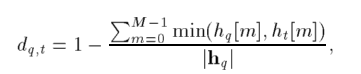 d_{q,t} = 1 - \frac{\sum_{m=0}^{M-1} \min(h_q[m], h_t[m])}{|\mathbf{h}_q|},